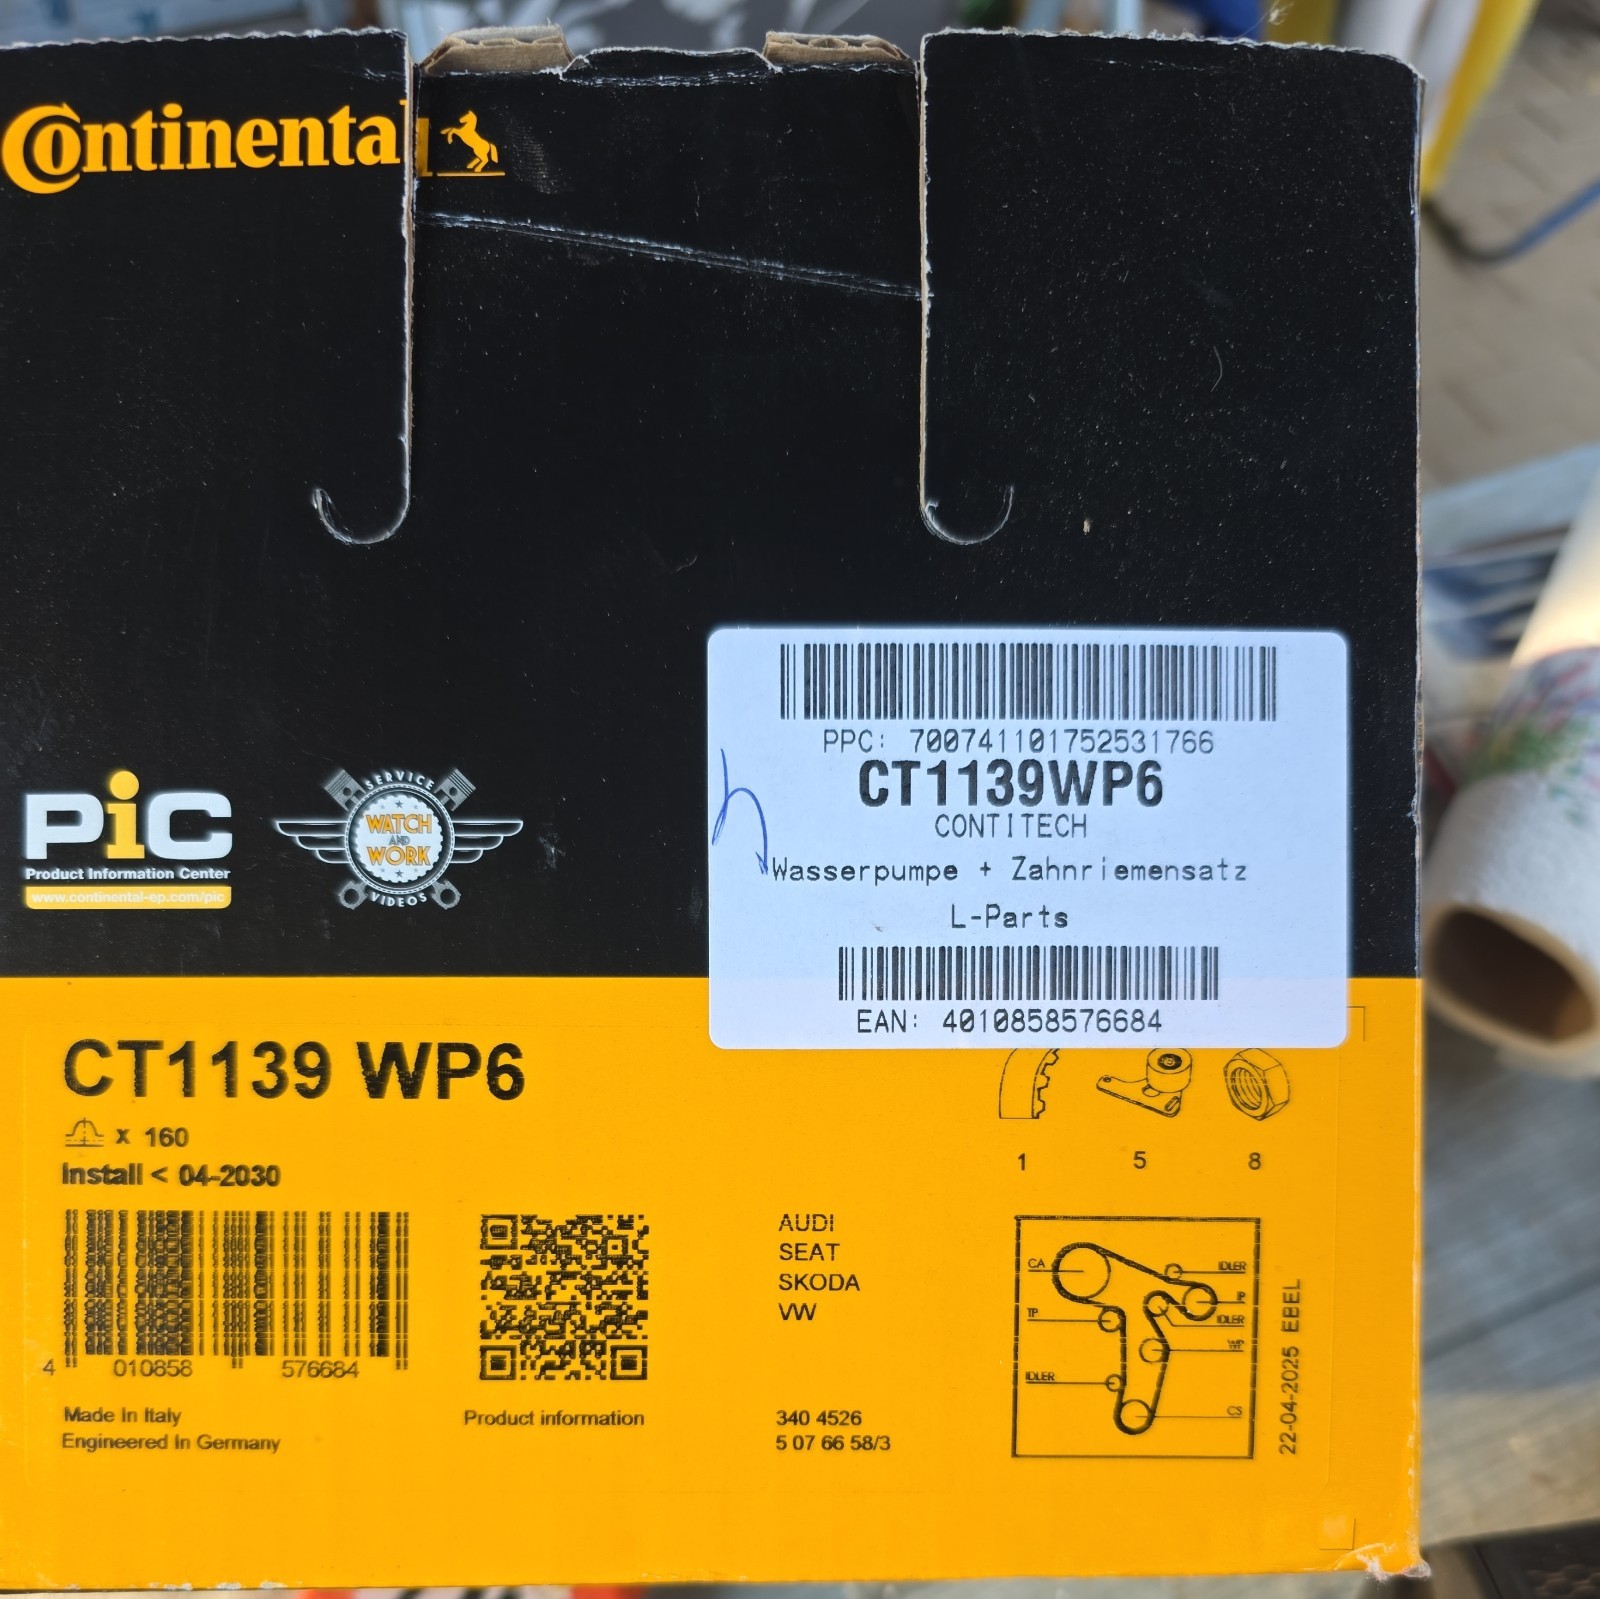 Continental
PiC
Product Information Center
www.continental-ep.com/pic
SERVICE
WATCH
AND
WORK
VIDEOS
PPC: 700741101752531766
CT1139WP6
CONTITECH
Wasserpumpe + Zahnriemensatz
L-Parts
EAN: 4010858576684
CT1139 WP6
x 160
Install < 04-2030
4 010858 576684
Made In Italy
Engineered In Germany
Product information
AUDI
SEAT
SKODA
VW
340 4526
5 07 66 58/3
1 5 8
CA
IDLER
IP
TP
IDLER
WP
IDLER
CS
22-04-2025 EBEL